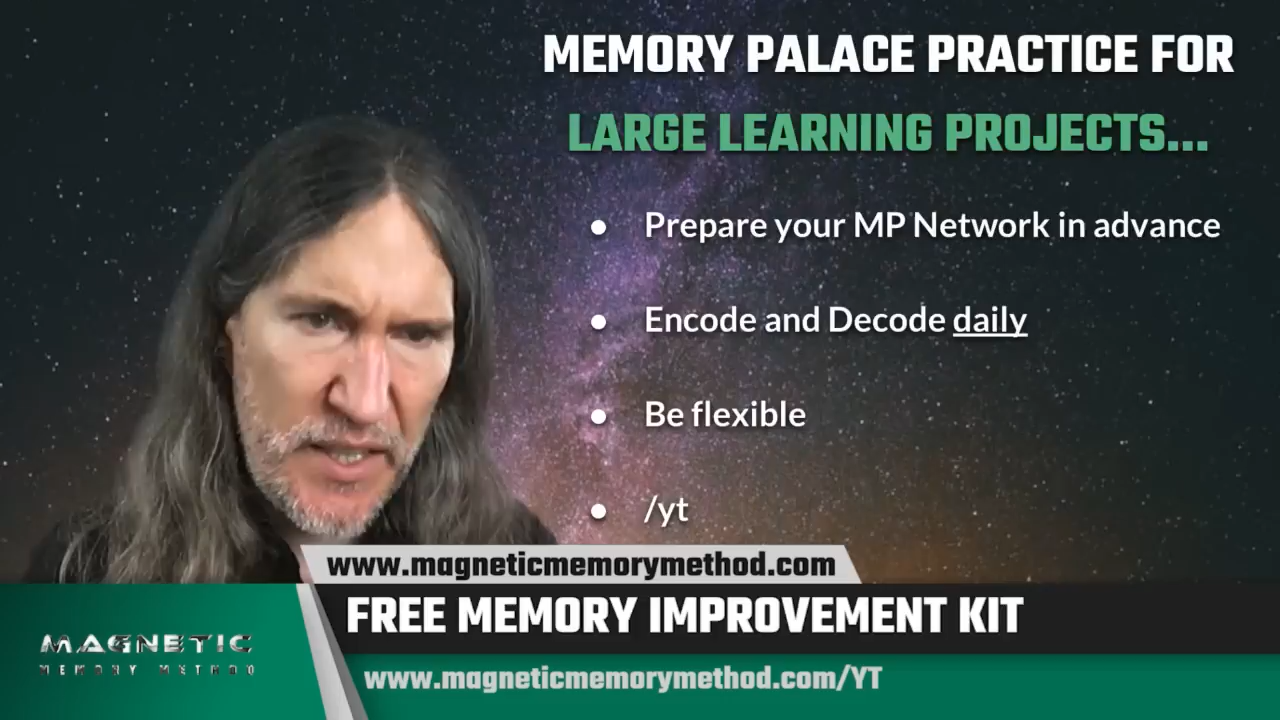 MEMORY PALACE PRACTICE FOR
LARGE LEARNING PROJECTS...
● Prepare your MP Network in advance
● Encode and Decode daily
● Be flexible
● /yt
www.magneticmemorymethod.com
FREE MEMORY IMPROVEMENT KIT
MAGNETIC
MEMORY METHOD
www.magneticmemorymethod.com/YT